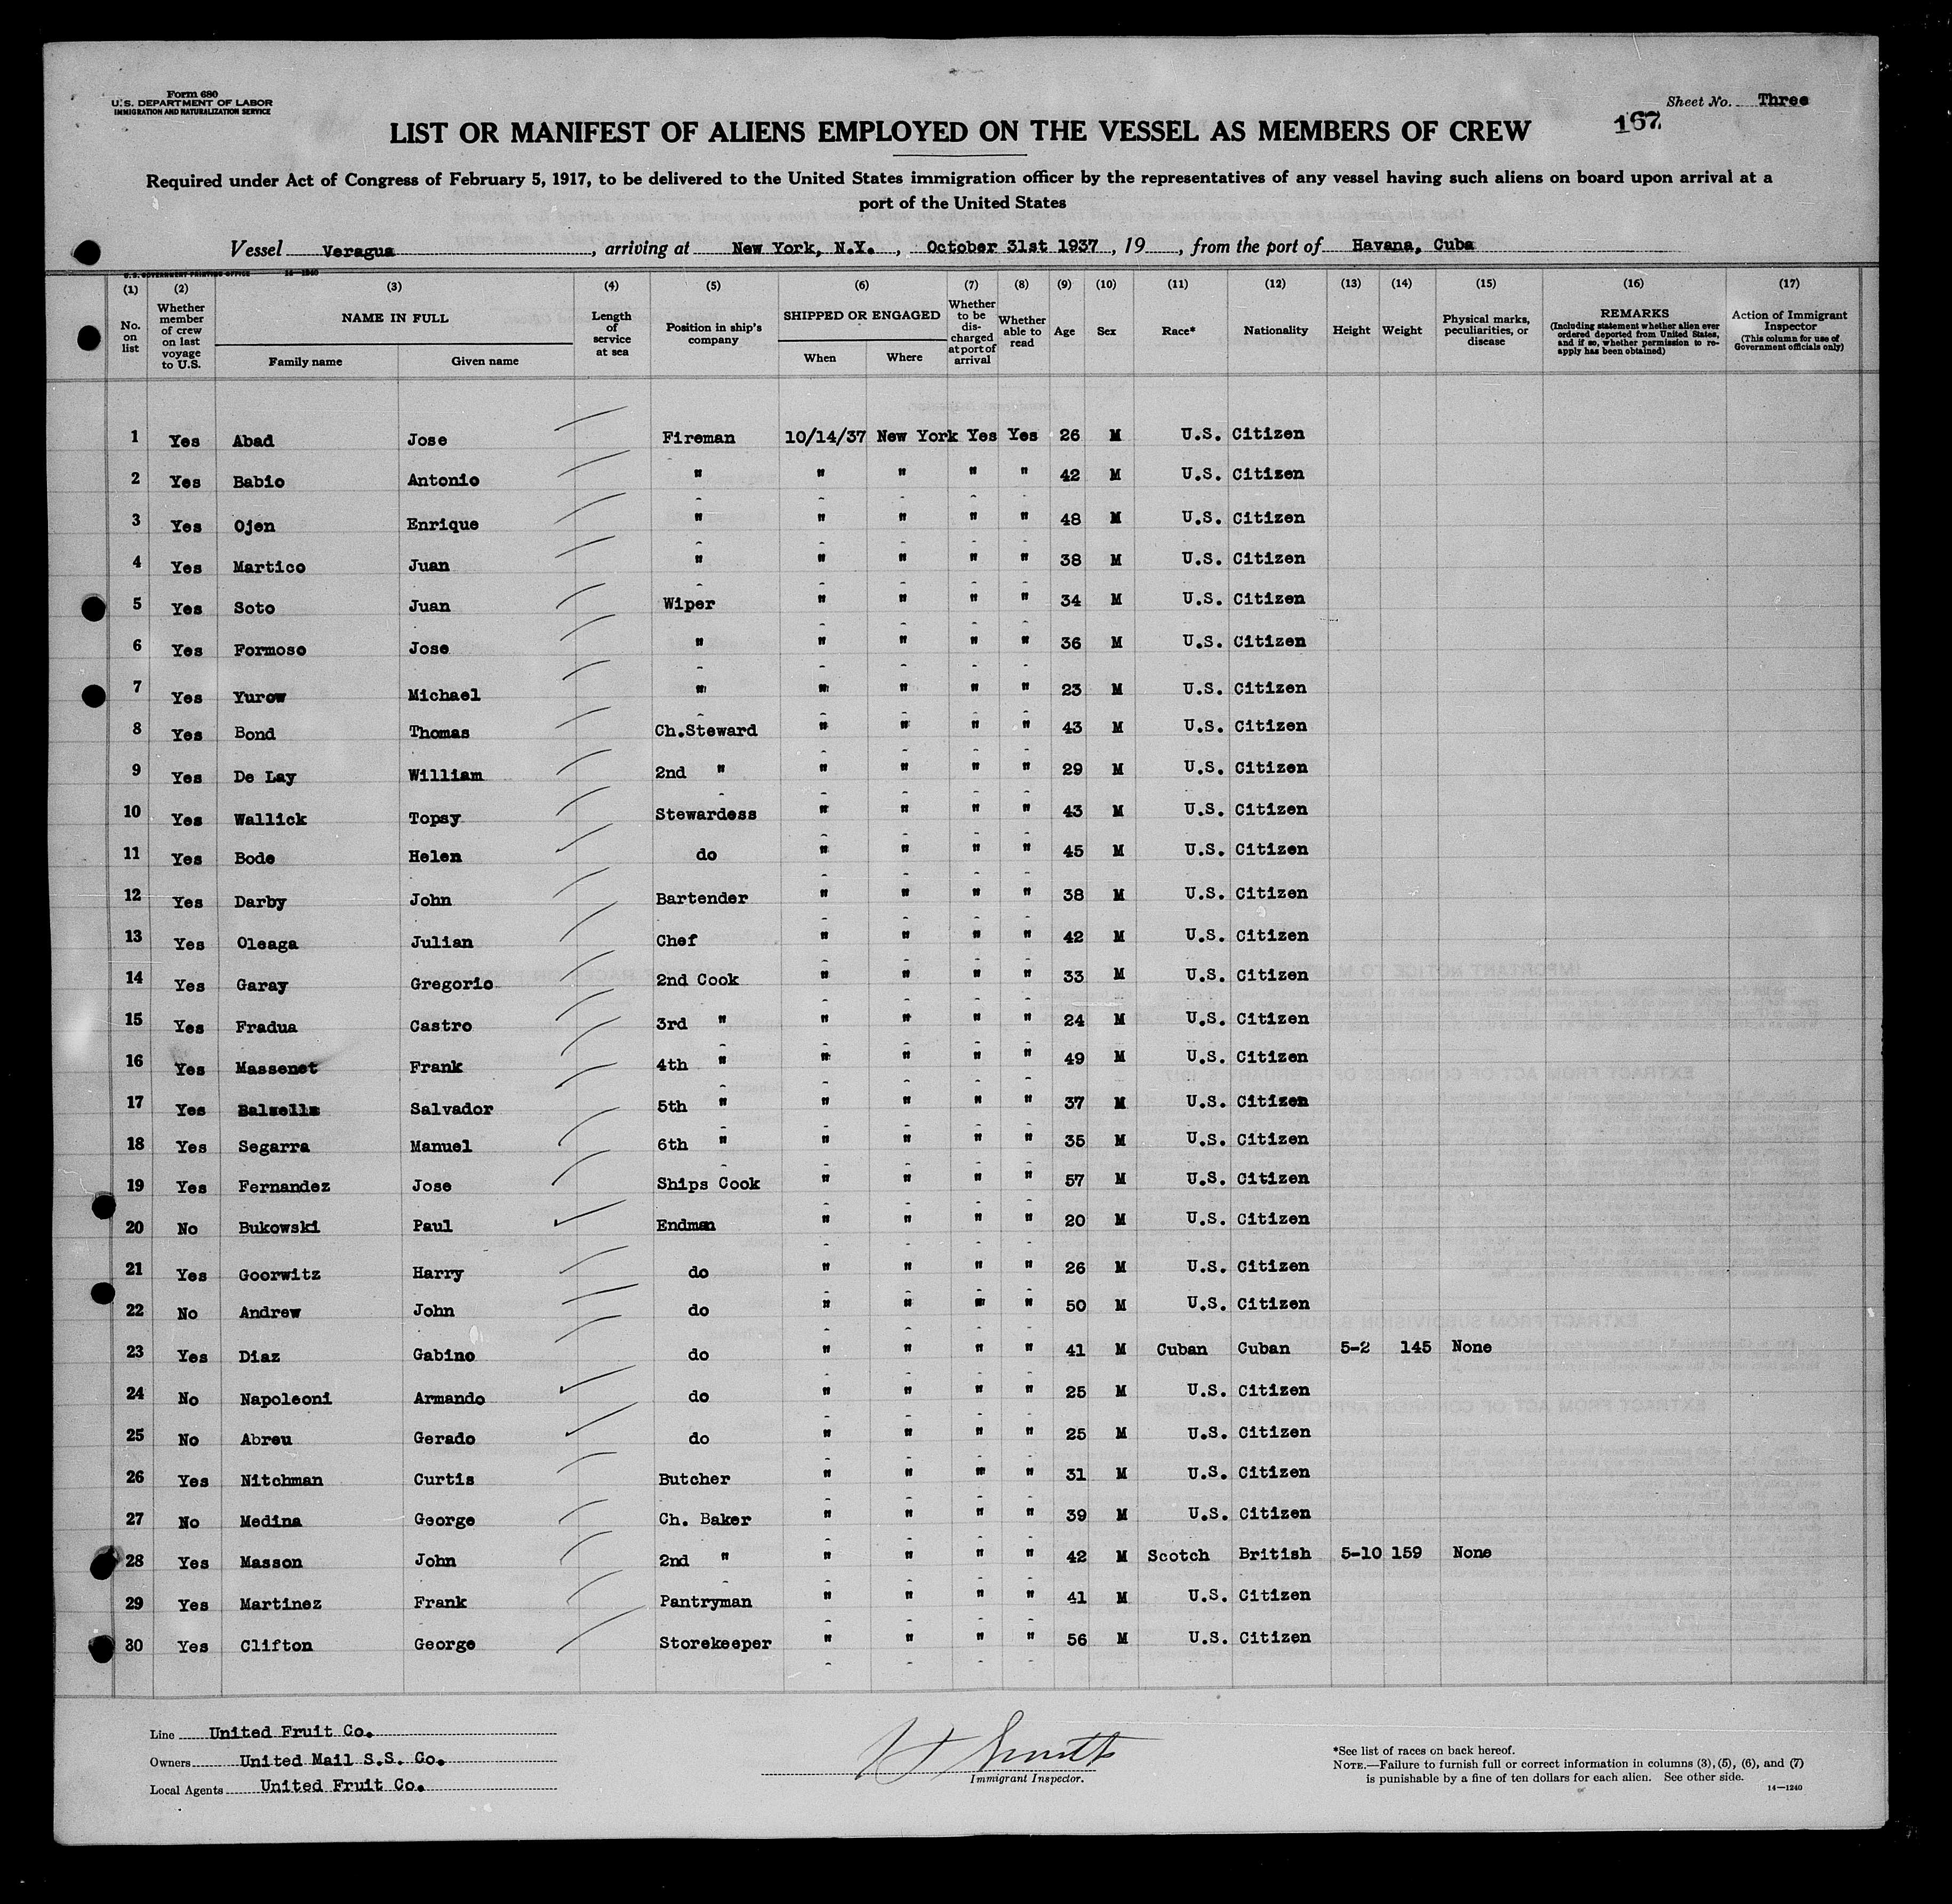 Form 680
U.S. DEPARTMENT OF LABOR
IMMIGRATION AND NATURALIZATION SERVICE
Sheet No. Three
167
LIST OR MANIFEST OF ALIENS EMPLOYED ON THE VESSEL AS MEMBERS OF CREW
Required under Act of Congress of February 5, 1917, to be delivered to the United States immigration officer by the representatives of any vessel having such aliens on board upon arrival at a
port of the United States
Vessel Veragua, arriving at New York, N.Y., October 31st 1937, 19, from the port of Havana, Cuba
U.S. GOVERNMENT PRINTING OFFICE 14—1240
(1) (2) (3) (4) (5) (6) (7) (8) (9) (10) (11) (12) (13) (14) (15) (16) (17)
No. on list
Whether member of crew on last voyage to U.S.
NAME IN FULL
Family name
Given name
Length of service at sea
Position in ship's company
SHIPPED OR ENGAGED
When
Where
Whether to be discharged at port of arrival
Whether able to read
Age
Sex
Race*
Nationality
Height
Weight
Physical marks, peculiarities, or disease
REMARKS
(Including statement whether alien ever ordered deported from United States, and if so, whether permission to reapply has been obtained)
Action of Immigrant Inspector
(This column for use of Government officials only)
1 Yes Abad Jose Fireman 10/14/37 New York Yes Yes 26 M U.S. Citizen
2 Yes Babio Antonio " " " " " 42 M U.S. Citizen
3 Yes Ojen Enrique " " " " " 48 M U.S. Citizen
4 Yes Martico Juan " " " " " 38 M U.S. Citizen
5 Yes Soto Juan Wiper " " " " 34 M U.S. Citizen
6 Yes Formoso Jose " " " " " 36 M U.S. Citizen
7 Yes Yurow Michael " " " " " 23 M U.S. Citizen
8 Yes Bond Thomas Ch.Steward " " " " 43 M U.S. Citizen
9 Yes De Lay William 2nd " " " " " 29 M U.S. Citizen
10 Yes Wallick Topsy Stewardess " " " " 43 M U.S. Citizen
11 Yes Bode Helen do " " " " 45 M U.S. Citizen
12 Yes Darby John Bartender " " " " 38 M U.S. Citizen
13 Yes Oleaga Julian Chef " " " " 42 M U.S. Citizen
14 Yes Garay Gregorio 2nd Cook " " " " 33 M U.S. Citizen
15 Yes Fradua Castro 3rd " " " " " 24 M U.S. Citizen
16 Yes Massenet Frank 4th " " " " " 49 M U.S. Citizen
17 Yes Salvador 5th " " " " " 37 M U.S. Citizen
18 Yes Segarra Manuel 6th " " " " " 35 M U.S. Citizen
19 Yes Fernandez Jose Ships Cook " " " " 57 M U.S. Citizen
20 No Bukowski Paul Endman " " " " 20 M U.S. Citizen
21 Yes Goorwitz Harry do " " " " 26 M U.S. Citizen
22 No Andrew John do " " " " 50 M U.S. Citizen
23 Yes Diaz Gabino do " " " " 41 M Cuban Cuban 5-2 145 None
24 No Napoleoni Armando do " " " " 25 M U.S. Citizen
25 No Abreu Gerado do " " " " 25 M U.S. Citizen
26 Yes Nitchman Curtis Butcher " " " " 31 M U.S. Citizen
27 No Medina George Ch. Baker " " " " 39 M U.S. Citizen
28 Yes Masson John 2nd " " " " " 42 M Scotch British 5-10 159 None
29 Yes Martinez Frank Pantryman " " " " 41 M U.S. Citizen
30 Yes Clifton George Storekeeper " " " " 56 M U.S. Citizen
Line United Fruit Co.
Owners United Mail S.S. Co.
Local Agents United Fruit Co.
H Smith
Immigrant Inspector.
*See list of races on back hereof.
NOTE.—Failure to furnish full or correct information in columns (3), (5), (6), and (7)
is punishable by a fine of ten dollars for each alien. See other side.
14—1240